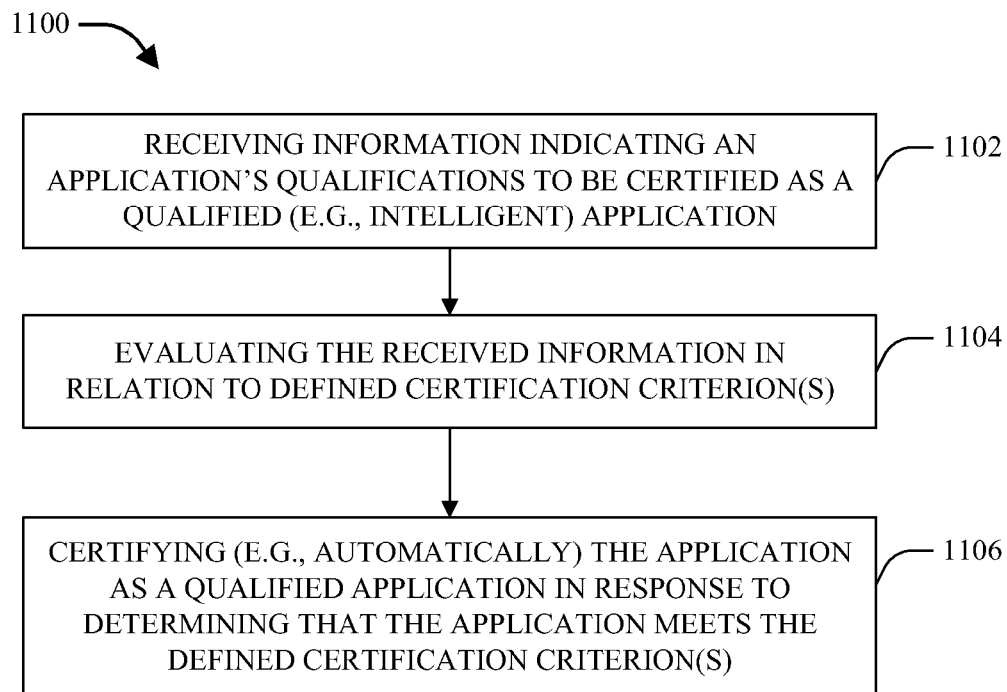 1100
RECEIVING INFORMATION INDICATING AN
APPLICATION'S QUALIFICATIONS TO BE CERTIFIED AS A
QUALIFIED (E.G., INTELLIGENT) APPLICATION
1102
EVALUATING THE RECEIVED INFORMATION IN
RELATION TO DEFINED CERTIFICATION CRITERION(S)
1104
CERTIFYING (E.G., AUTOMATICALLY) THE APPLICATION
AS A QUALIFIED APPLICATION IN RESPONSE TO
DETERMINING THAT THE APPLICATION MEETS THE
DEFINED CERTIFICATION CRITERION(S)
1106